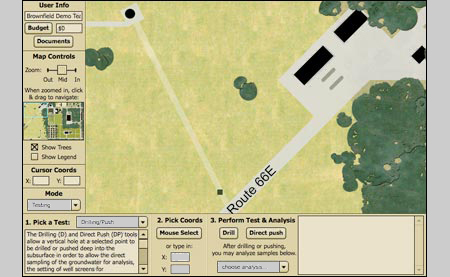 User Info
Brownfield Demo Tea
Budget $0
Documents
Map Controls
Zoom:
Out Mid In
When zoomed in, click
& drag to navigate:
Show Trees
Show Legend
Cursor Coords
X: Y:
Mode
Testing
Route 66E
1. Pick a Test: Drilling/Push
The Drilling (D) and Direct Push (DP) tools
allow a vertical hole at a selected point to
be drilled or pushed deep into the
subsurface in order to allow the direct
sampling of the groundwater for analysis,
the setting of well screens for
2. Pick Coords
Mouse Select
or type in:
X:
Y:
3. Perform Test & Analysis
Drill Direct push
After drilling or pushing,
you may analyze samples below.
choose analysis